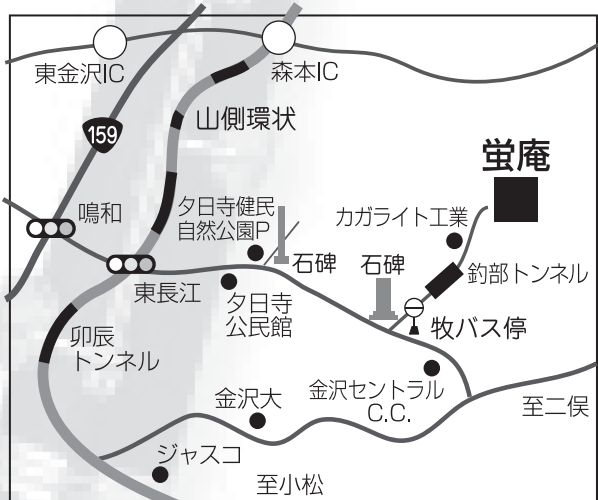 東金沢IC
森本IC
159
山側環状
蛍庵
鳴和
夕日寺健民
自然公園P
カガライト工業
石碑
石碑
釣部トンネル
東長江
夕日寺
公民館
牧バス停
卯辰
トンネル
金沢大
金沢セントラル
C.C.
至二俣
ジャスコ
至小松